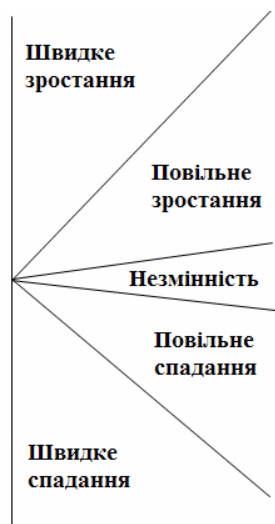 Швидке
зростання
Повільне
зростання
Незмінність
Повільне
спадання
Швидке
спадання